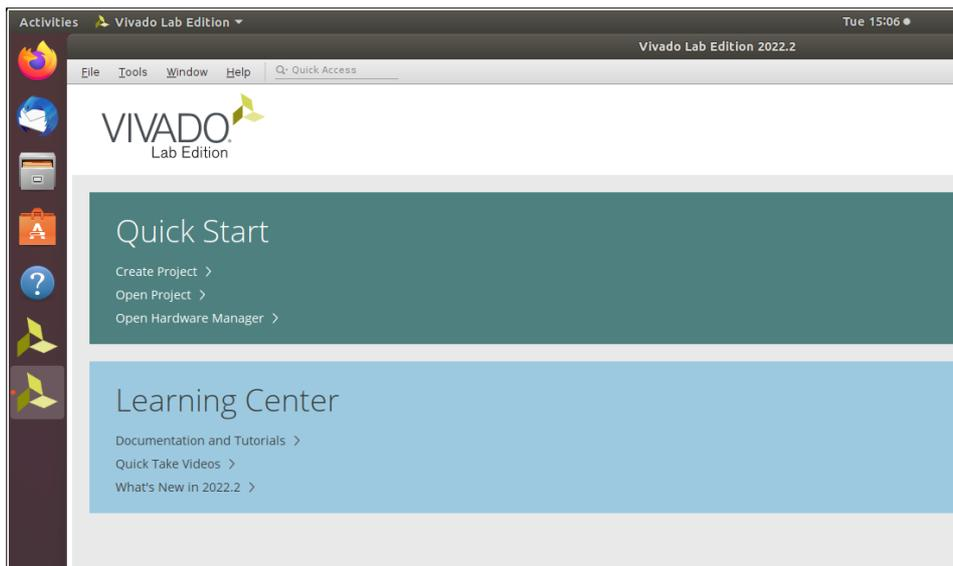 Activities Vivado Lab Edition Tue 15:06
Vivado Lab Edition 2022.2
File Tools Window Help Quick Access
VIVADO
Lab Edition
Quick Start
Create Project
Open Project
Open Hardware Manager
Learning Center
Documentation and Tutorials
Quick Take Videos
What's New in 2022.2